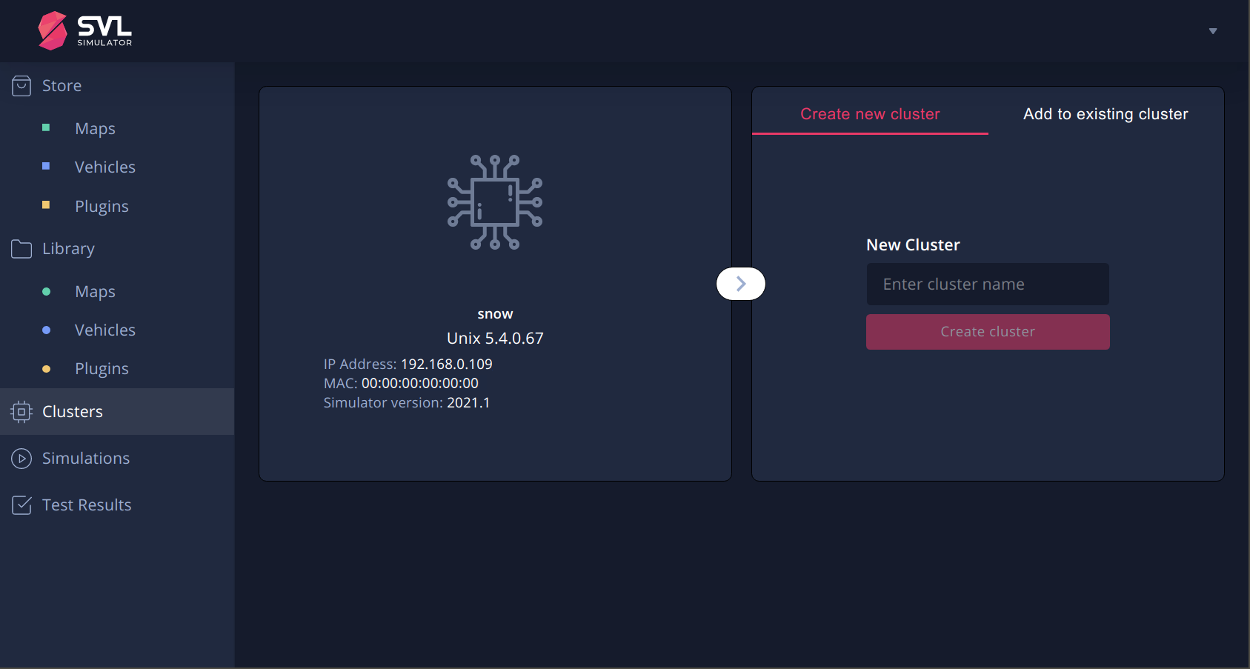 SVL
SIMULATOR
Store
Maps
Vehicles
Plugins
Library
Maps
Vehicles
Plugins
Clusters
Simulations
Test Results
snow
Unix 5.4.0.67
IP Address: 192.168.0.109
MAC: 00:00:00:00:00:00
Simulator version: 2021.1
Create new cluster
Add to existing cluster
New Cluster
Enter cluster name
Create cluster